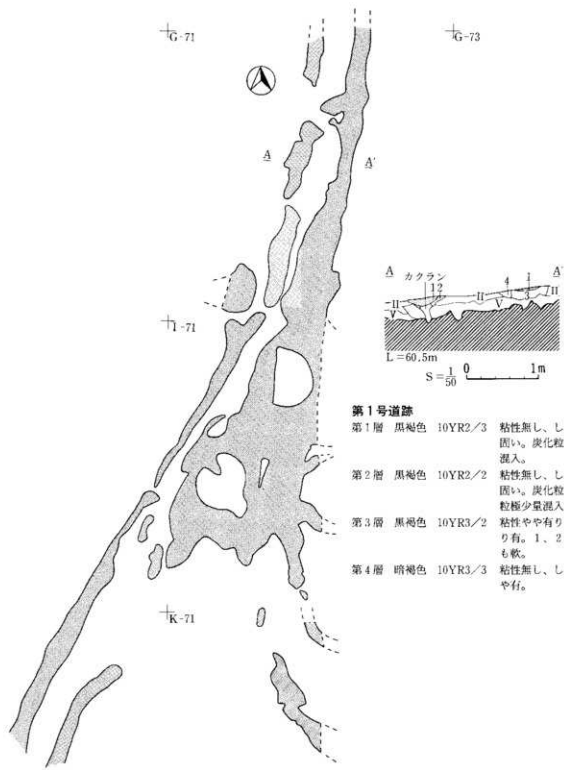 G-71
G-73
A
A'
I-71
K-71
A
カクラン
12
4
1
A'
II
II
3
II
V
V
L=60.5m
S=1/50
0
1m
第1号道跡
第1層 黒褐色 10YR2/3 粘性無し、し
固い。炭化粒
混入。
第2層 黒褐色 10YR2/2 粘性無し、し
固い。炭化粒
粒極少量混入
第3層 黒褐色 10YR3/2 粘性やや有り
り有。1、2
も軟。
第4層 暗褐色 10YR3/3 粘性無し、し
や有。